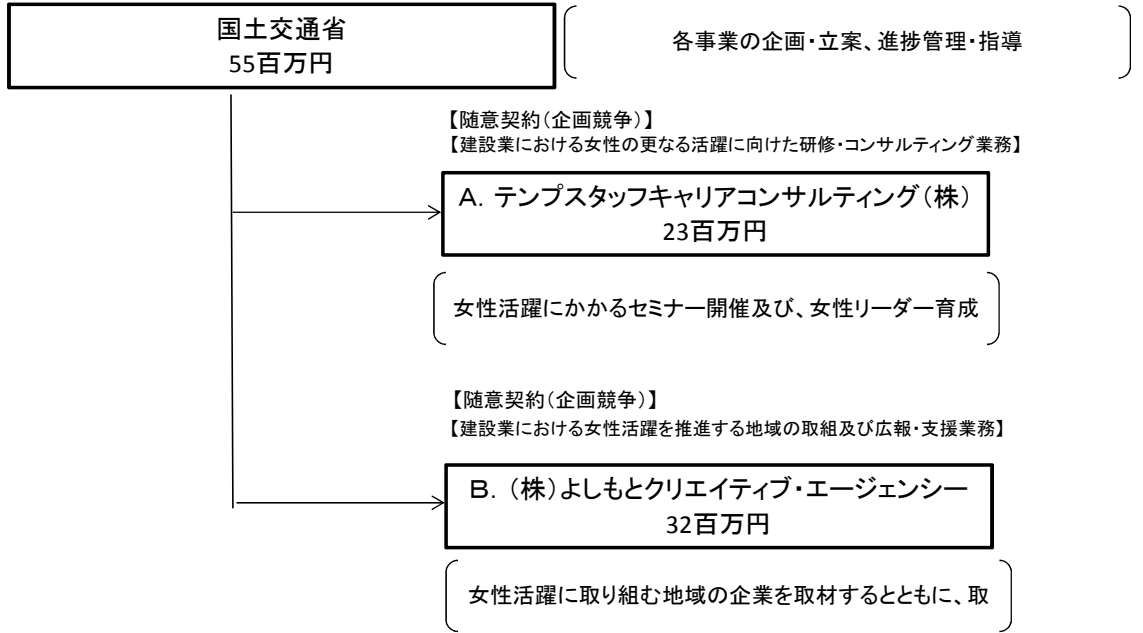 国土交通省
55百万円
各事業の企画・立案、進捗管理・指導
【随意契約（企画競争）】
【建設業における女性の更なる活躍に向けた研修・コンサルティング業務】
Ａ．テンプスタッフキャリアコンサルティング（株）
23百万円
女性活躍にかかるセミナー開催及び、女性リーダー育成
【随意契約（企画競争）】
【建設業における女性活躍を推進する地域の取組及び広報・支援業務】
Ｂ．（株）よしもとクリエイティブ・エージェンシー
32百万円
女性活躍に取り組む地域の企業を取材するとともに、取